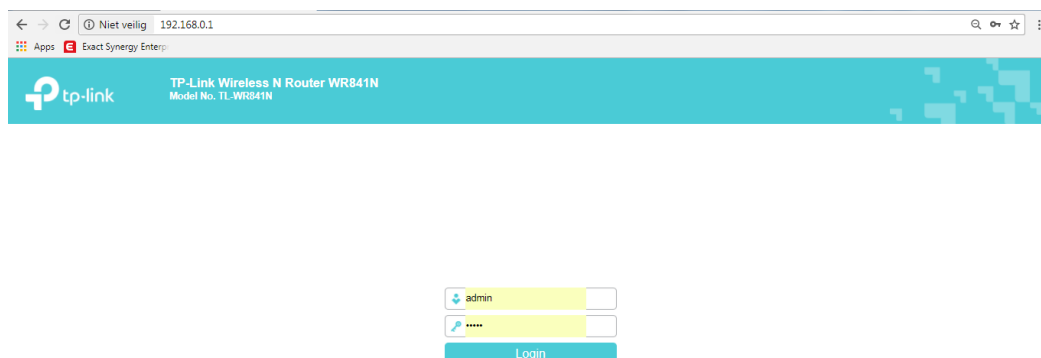 Niet veilig 192.168.0.1
Apps Exact Synergy Enterp
tp-link
TP-Link Wireless N Router WR841N
Model No. TL-WR841N
admin
•••••
Login